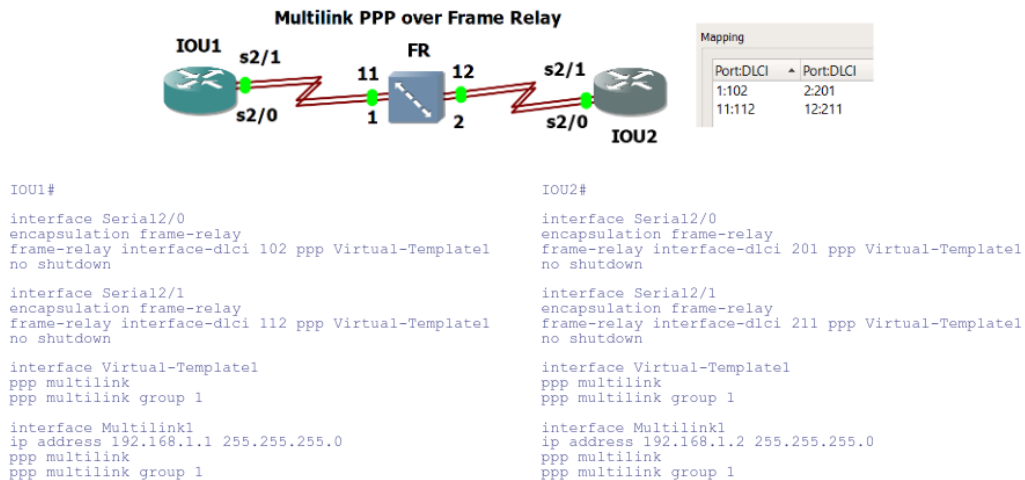 Multilink PPP over Frame Relay
IOU1
s2/1
FR
11
12
s2/1
s2/0
1
2
s2/0
IOU2
Mapping
Port:DLCI Port:DLCI
1:102 2:201
11:112 12:211
IOU1#
interface Serial2/0
encapsulation frame-relay
frame-relay interface-dlci 102 ppp Virtual-Template1
no shutdown
interface Serial2/1
encapsulation frame-relay
frame-relay interface-dlci 112 ppp Virtual-Template1
no shutdown
interface Virtual-Template1
ppp multilink
ppp multilink group 1
interface Multilink1
ip address 192.168.1.1 255.255.255.0
ppp multilink
ppp multilink group 1
IOU2#
interface Serial2/0
encapsulation frame-relay
frame-relay interface-dlci 201 ppp Virtual-Template1
no shutdown
interface Serial2/1
encapsulation frame-relay
frame-relay interface-dlci 211 ppp Virtual-Template1
no shutdown
interface Virtual-Template1
ppp multilink
ppp multilink group 1
interface Multilink1
ip address 192.168.1.2 255.255.255.0
ppp multilink
ppp multilink group 1